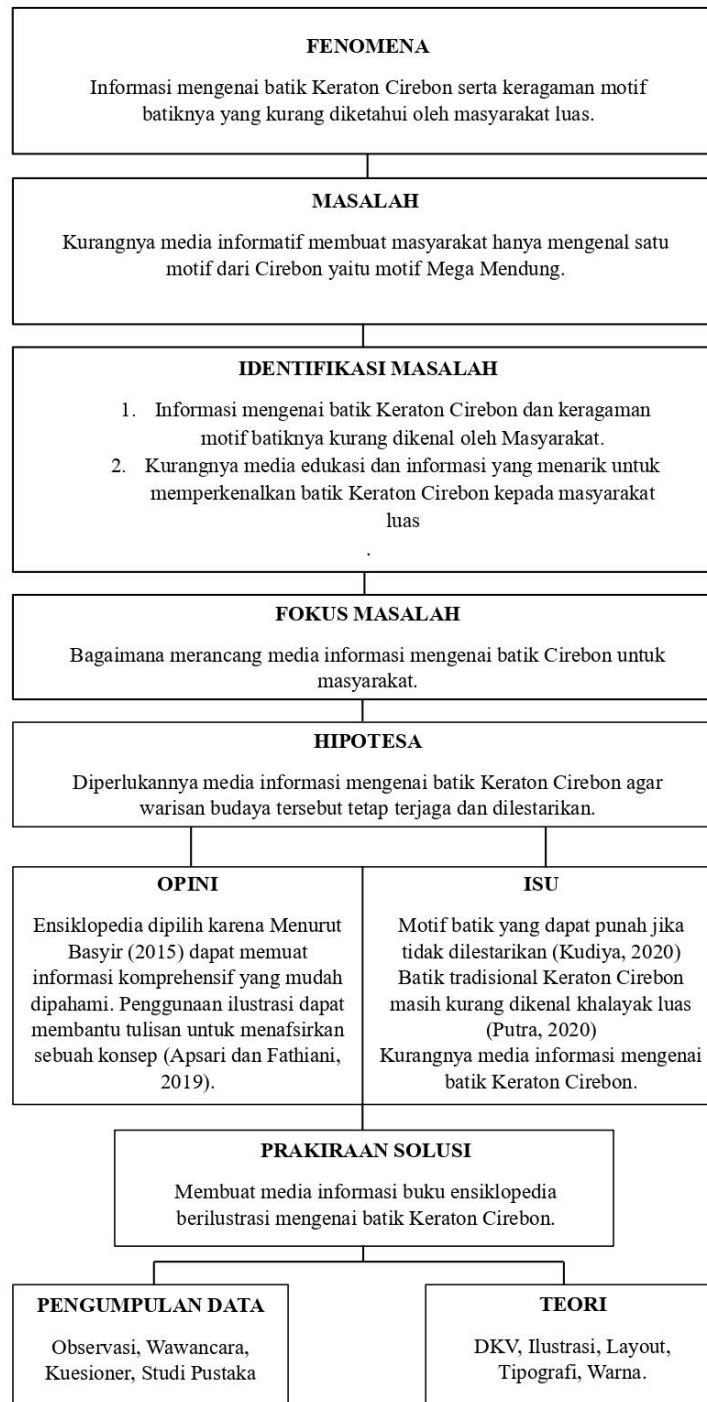 FENOMENA
Informasi mengenai batik Keraton Cirebon serta keragaman motif
batiknya yang kurang diketahui oleh masyarakat luas.
MASALAH
Kurangnya media informatif membuat masyarakat hanya mengenal satu
motif dari Cirebon yaitu motif Mega Mendung.
IDENTIFIKASI MASALAH
1. Informasi mengenai batik Keraton Cirebon dan keragaman
motif batiknya kurang dikenal oleh Masyarakat.
2. Kurangnya media edukasi dan informasi yang menarik untuk
memperkenalkan batik Keraton Cirebon kepada masyarakat
luas
.
FOKUS MASALAH
Bagaimana merancang media informasi mengenai batik Cirebon untuk
masyarakat.
HIPOTESA
Diperlukannya media informasi mengenai batik Keraton Cirebon agar
warisan budaya tersebut tetap terjaga dan dilestarikan.
OPINI
Ensiklopedia dipilih karena Menurut
Basyir (2015) dapat memuat
informasi komprehensif yang mudah
dipahami. Penggunaan ilustrasi dapat
membantu tulisan untuk menafsirkan
sebuah konsep (Apsari dan Fathiani,
2019).
ISU
Motif batik yang dapat punah jika
tidak dilestarikan (Kudiya, 2020)
Batik tradisional Keraton Cirebon
masih kurang dikenal khalayak luas
(Putra, 2020)
Kurangnya media informasi mengenai
batik Keraton Cirebon.
PRAKIRAAN SOLUSI
Membuat media informasi buku ensiklopedia
berilustrasi mengenai batik Keraton Cirebon.
PENGUMPULAN DATA
Observasi, Wawancara,
Kuesioner, Studi Pustaka
TEORI
DKV, Ilustrasi, Layout,
Tipografi, Warna.